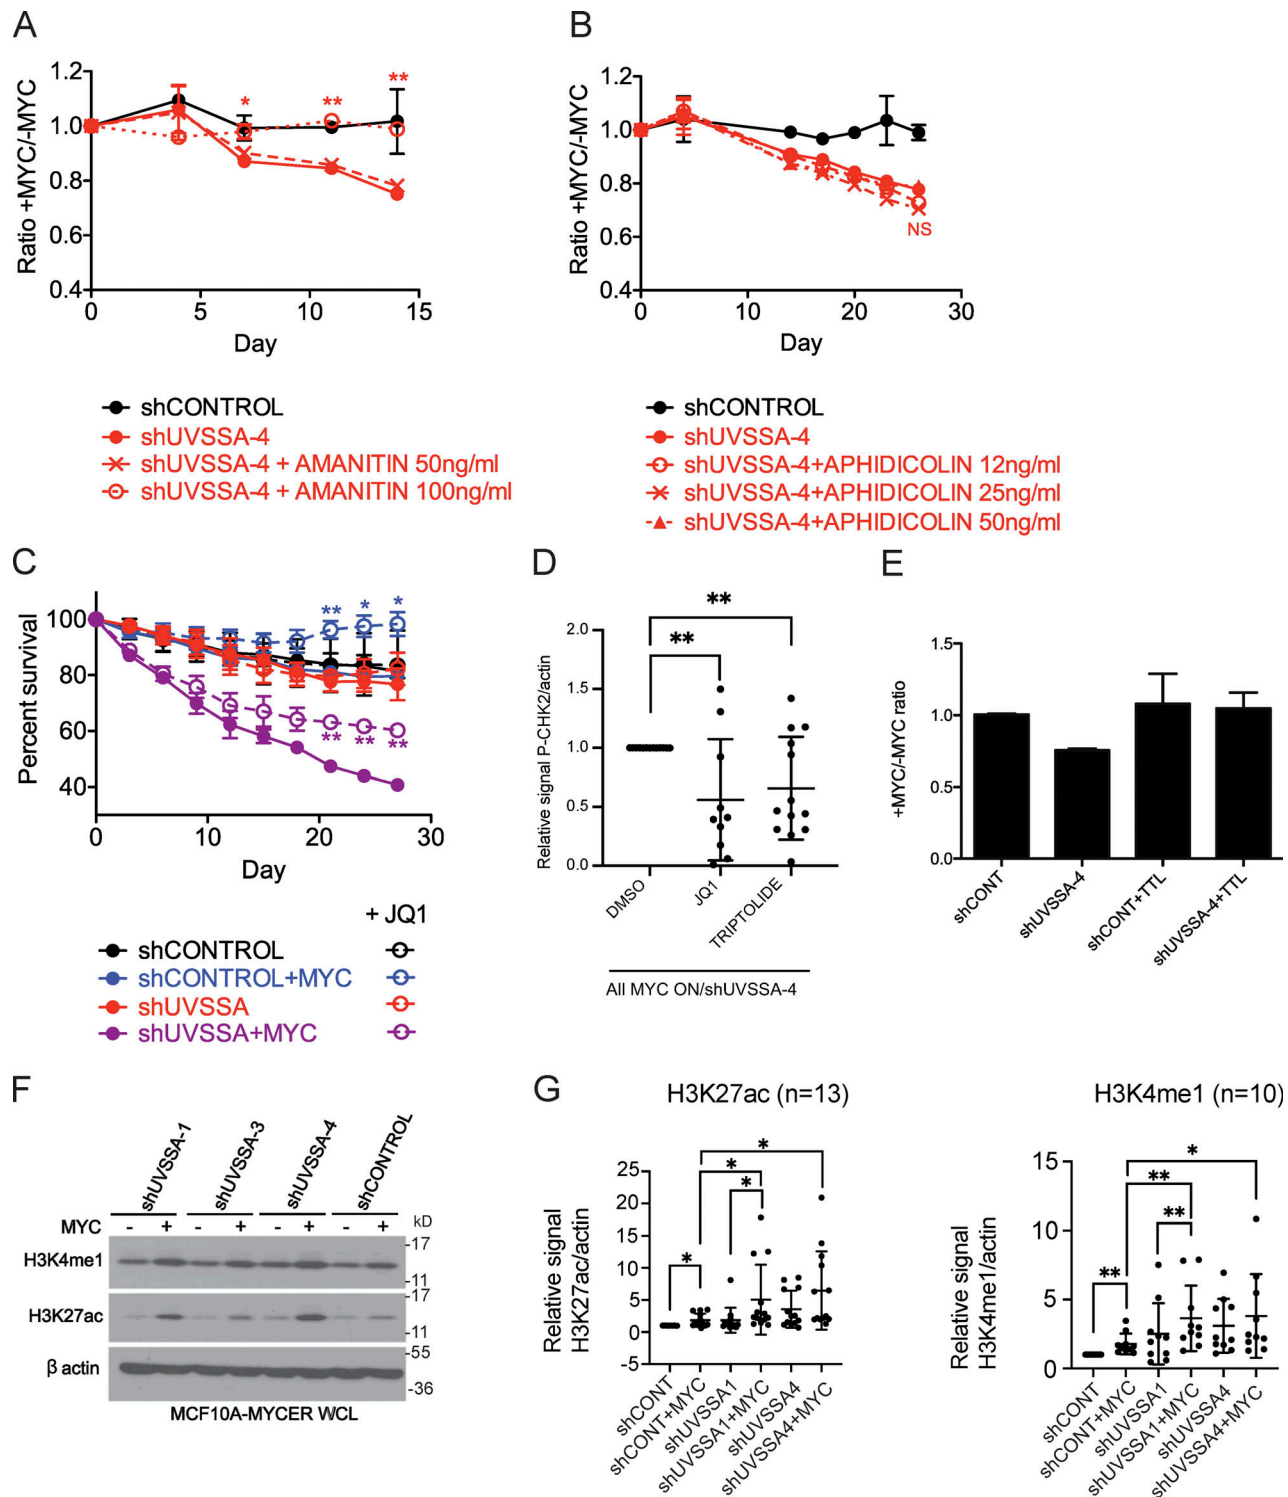 A
Ratio +MYC/-MYC
1.2
1.0
0.8
0.6
0.4
*
**
**
0
5
10
15
Day
shCONTROL
shUVSSA-4
shUVSSA-4 + AMANITIN 50ng/ml
shUVSSA-4 + AMANITIN 100ng/ml
B
Ratio +MYC/-MYC
1.2
1.0
0.8
0.6
0.4
NS
0
10
20
30
Day
shCONTROL
shUVSSA-4
shUVSSA-4+APHIDICOLIN 12ng/ml
shUVSSA-4+APHIDICOLIN 25ng/ml
shUVSSA-4+APHIDICOLIN 50ng/ml
C
Percent survival
100
80
60
40
** * *
** ** **
0
10
20
30
Day
+ JQ1
shCONTROL
shCONTROL+MYC
shUVSSA
shUVSSA+MYC
D
Relative signal P-CHK2/actin
2.0
1.5
1.0
0.5
0.0
**
**
DMSO
JQ1
TRIPTOLIDE
All MYC ON/shUVSSA-4
E
+MYC/-MYC ratio
1.5
1.0
0.5
0.0
shCONT
shUVSSA-4
shCONT+TTL
shUVSSA-4+TTL
F
shUVSSA-1
shUVSSA-3
shUVSSA-4
shCONTROL
MYC - + - + - + - + kD
H3K4me1
-17
-11
H3K27ac
-17
-11
β actin
-55
-36
MCF10A-MYCER WCL
G
H3K27ac (n=13)
Relative signal
H3K27ac/actin
25
20
15
10
5
0
-5
*
*
*
*
shCONT
shCONT+MYC
shUVSSA1
shUVSSA1+MYC
shUVSSA4
shUVSSA4+MYC
H3K4me1 (n=10)
Relative signal
H3K4me1/actin
15
10
5
0
*
**
**
**
shCONT
shCONT+MYC
shUVSSA1
shUVSSA1+MYC
shUVSSA4
shUVSSA4+MYC